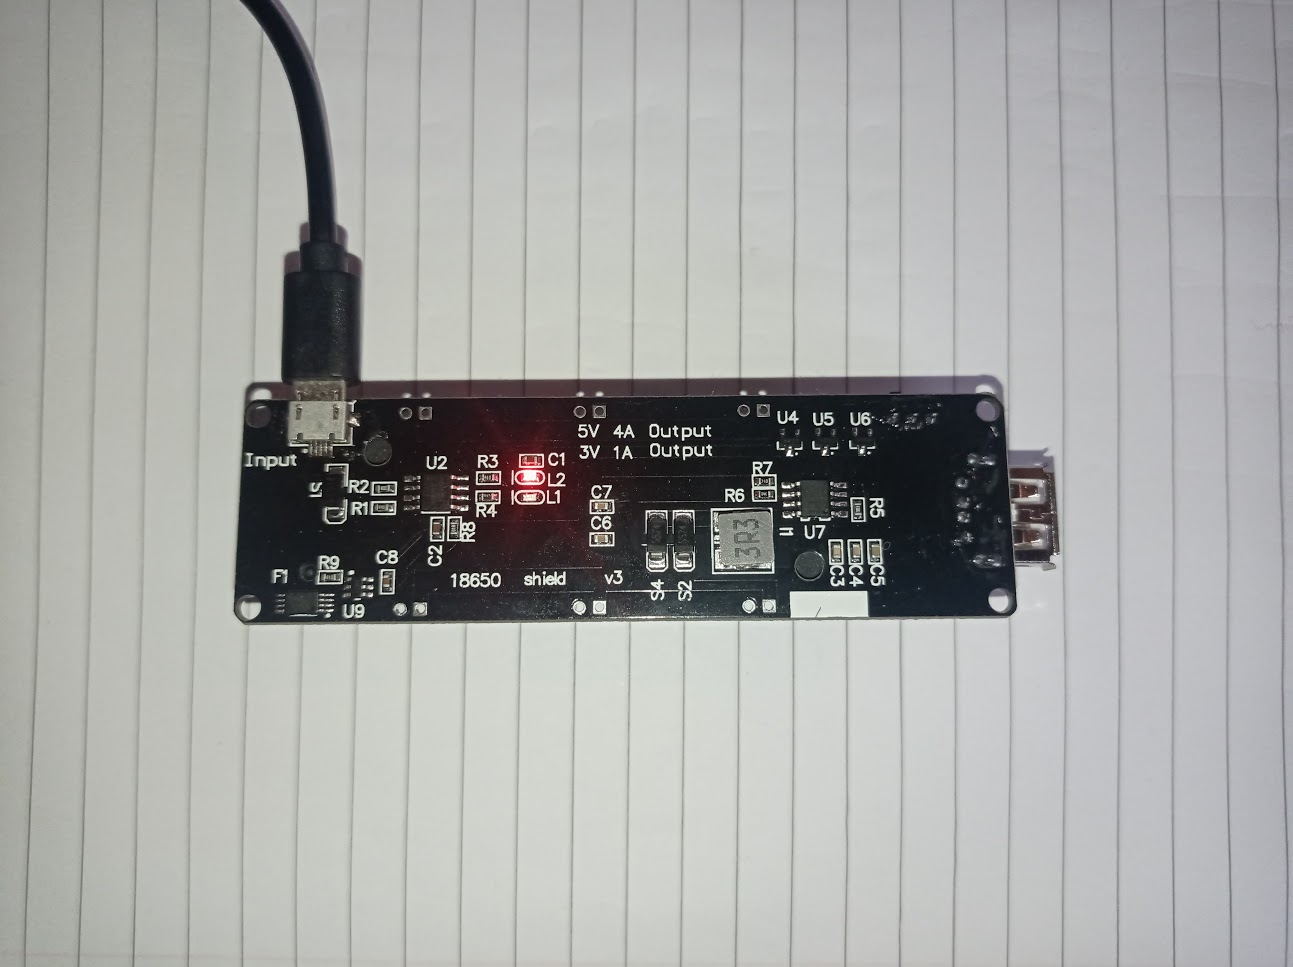 5V 4A Output
3V 1A Output
U4 U5 U6
Input
U2
R3
C1
L2
L1
R4
R2
R1
R7
R6
R5
C7
C6
U7
3R3
C2
R8
C8
R9
F1
U9
18650 shield v3
S4
S2
C3
C4
C5